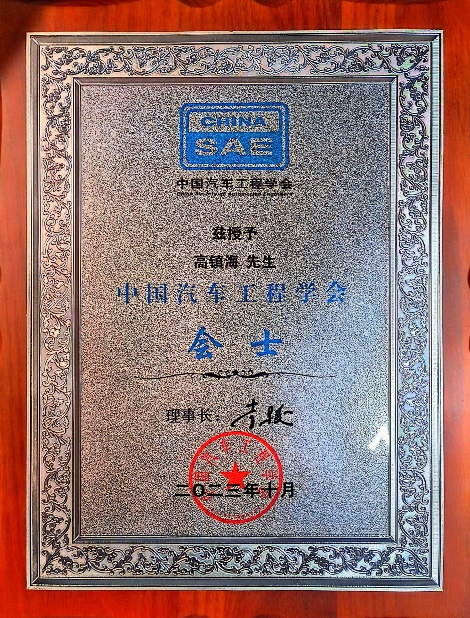 CHINA
SAE
中国汽车工程学会
兹授予
高镇海 先生
中国汽车工程学会
会 士
理事长：
二〇二三年十月